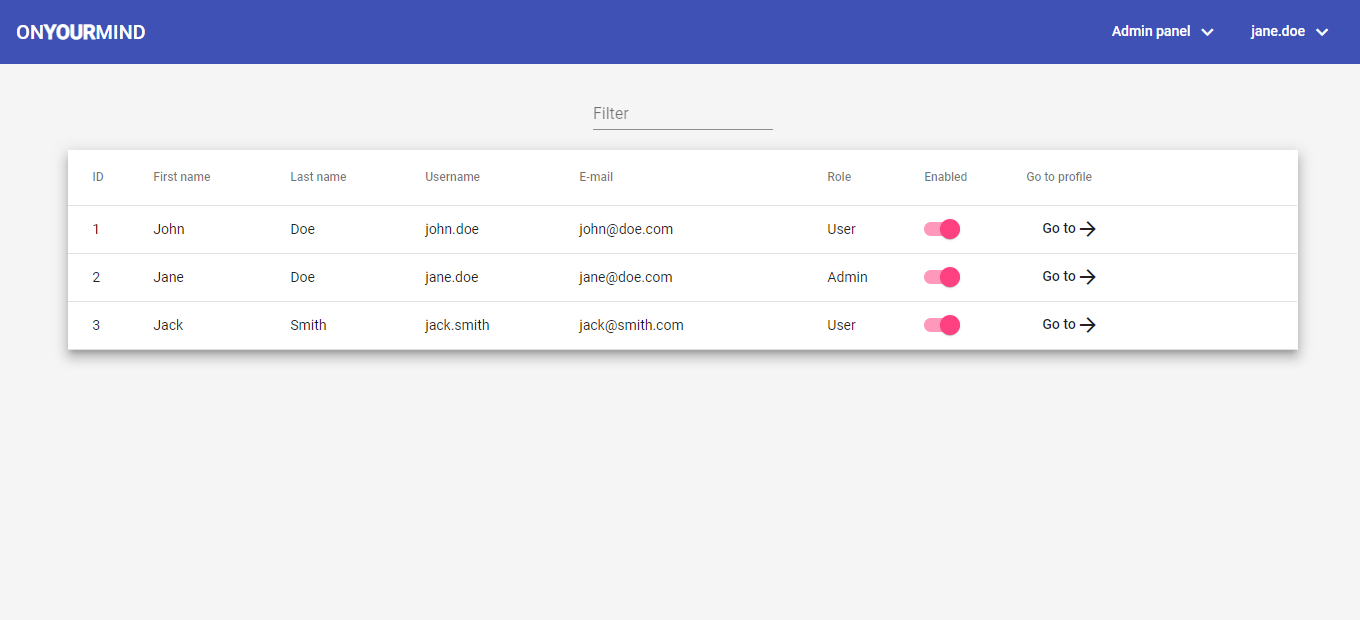 ONYOURMIND Admin panel jane.doe
Filter
ID First name Last name Username E-mail Role Enabled Go to profile
1 John Doe john.doe john@doe.com User Go to
2 Jane Doe jane.doe jane@doe.com Admin Go to
3 Jack Smith jack.smith jack@smith.com User Go to